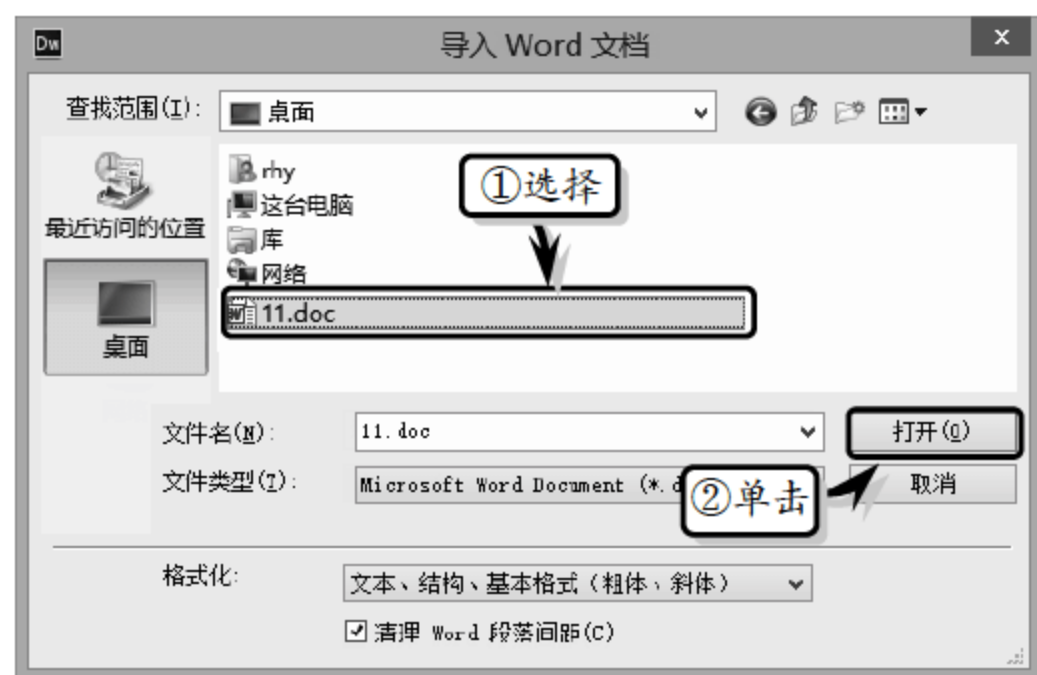 Dw 导入 Word 文档 x
查找范围(I): 桌面
最近访问的位置
桌面
rhy
①选择
这台电脑
库
网络
11.doc
文件名(N): 11.doc 打开(O)
文件类型(T): Microsoft Word Document (*.d 取消
②单击
格式化: 文本、结构、基本格式（粗体、斜体）
清理 Word 段落间距(C)